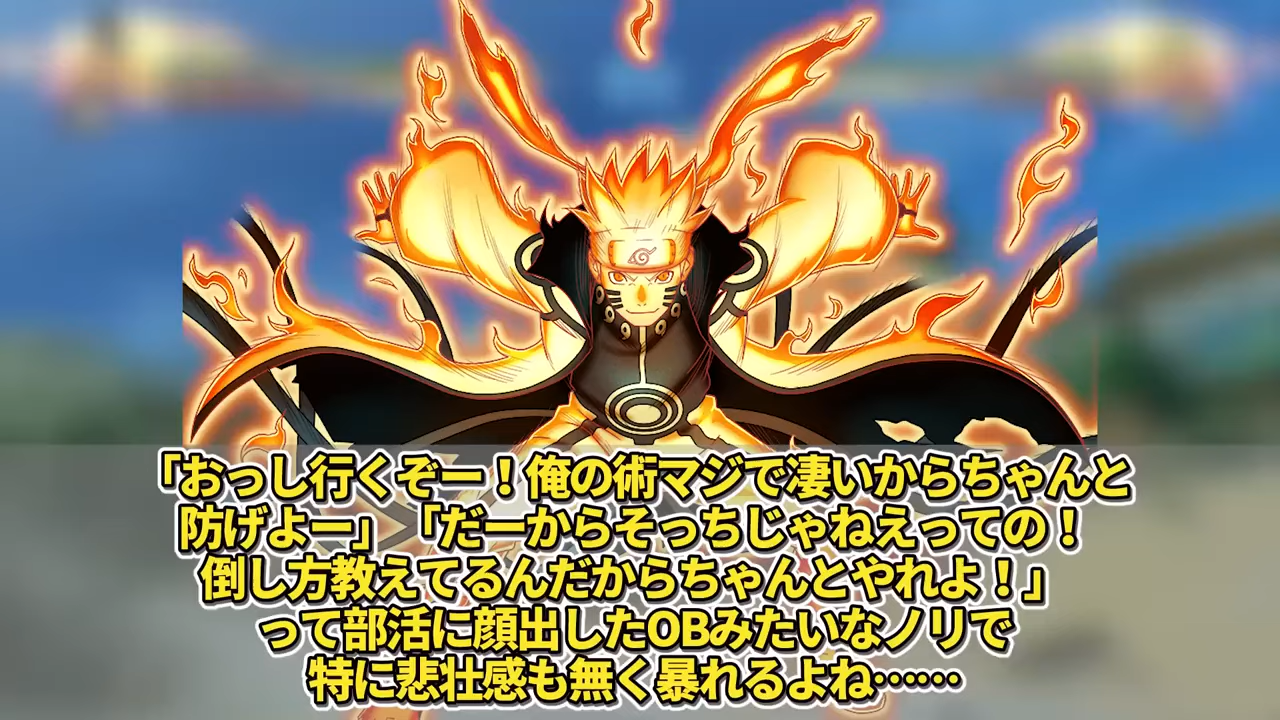 「おっし行くぞー！俺の術マジで凄いからちゃんと
防げよー」「だーからそっちじゃねえっての！
倒し方教えてるんだからちゃんとやれよ！」
って部活に顔出したOBみたいなノリで
特に悲壮感も無く暴れるよね……